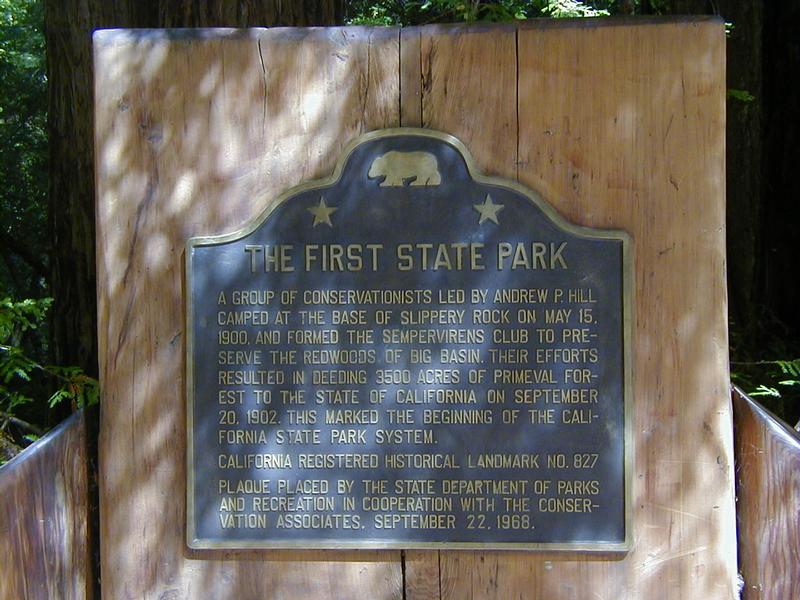 THE FIRST STATE PARK
A GROUP OF CONSERVATIONISTS LED BY ANDREW P. HILL
CAMPED AT THE BASE OF SLIPPERY ROCK ON MAY 15,
1900, AND FORMED THE SEMPERVIRENS CLUB TO PRE-
SERVE THE REDWOODS OF BIG BASIN. THEIR EFFORTS
RESULTED IN DEEDING 3500 ACRES OF PRIMEVAL FOR-
EST TO THE STATE OF CALIFORNIA ON SEPTEMBER
20, 1902. THIS MARKED THE BEGINNING OF THE CALI-
FORNIA STATE PARK SYSTEM.
CALIFORNIA REGISTERED HISTORICAL LANDMARK NO. 827
PLAQUE PLACED BY THE STATE DEPARTMENT OF PARKS
AND RECREATION IN COOPERATION WITH THE CONSER-
VATION ASSOCIATES, SEPTEMBER 22, 1968.